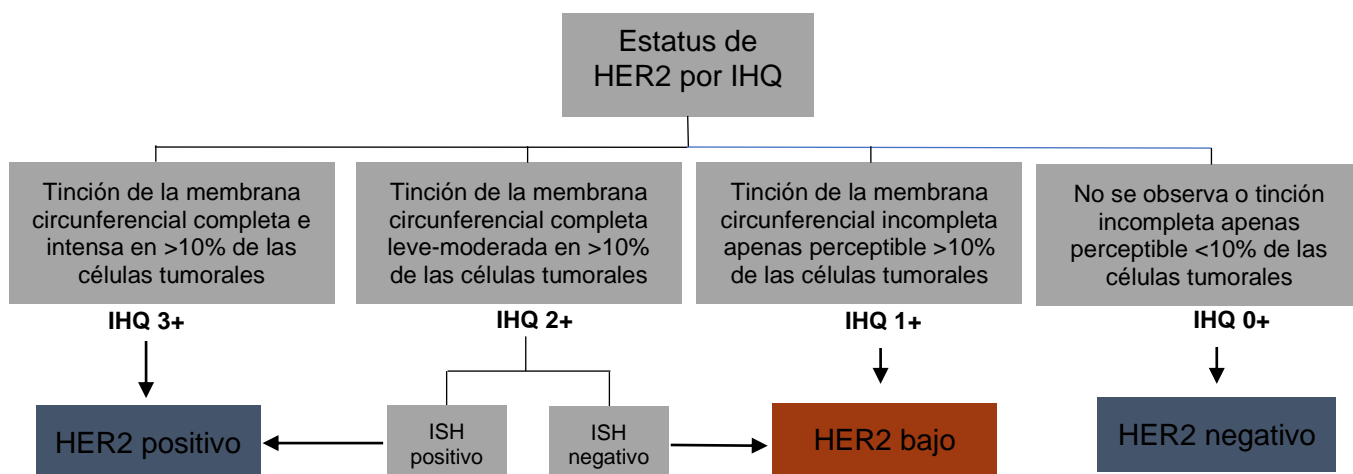 Estatus de
HER2 por IHQ
Tinción de la membrana
circunferencial completa e
intensa en >10% de las
células tumorales
IHQ 3+
Tinción de la membrana
circunferencial completa
leve-moderada en >10%
de las células tumorales
IHQ 2+
Tinción de la membrana
circunferencial incompleta
apenas perceptible >10%
de las células tumorales
IHQ 1+
No se observa o tinción
incompleta apenas
perceptible <10% de las
células tumorales
IHQ 0+
HER2 positivo
ISH
positivo
ISH
negativo
HER2 bajo
HER2 negativo